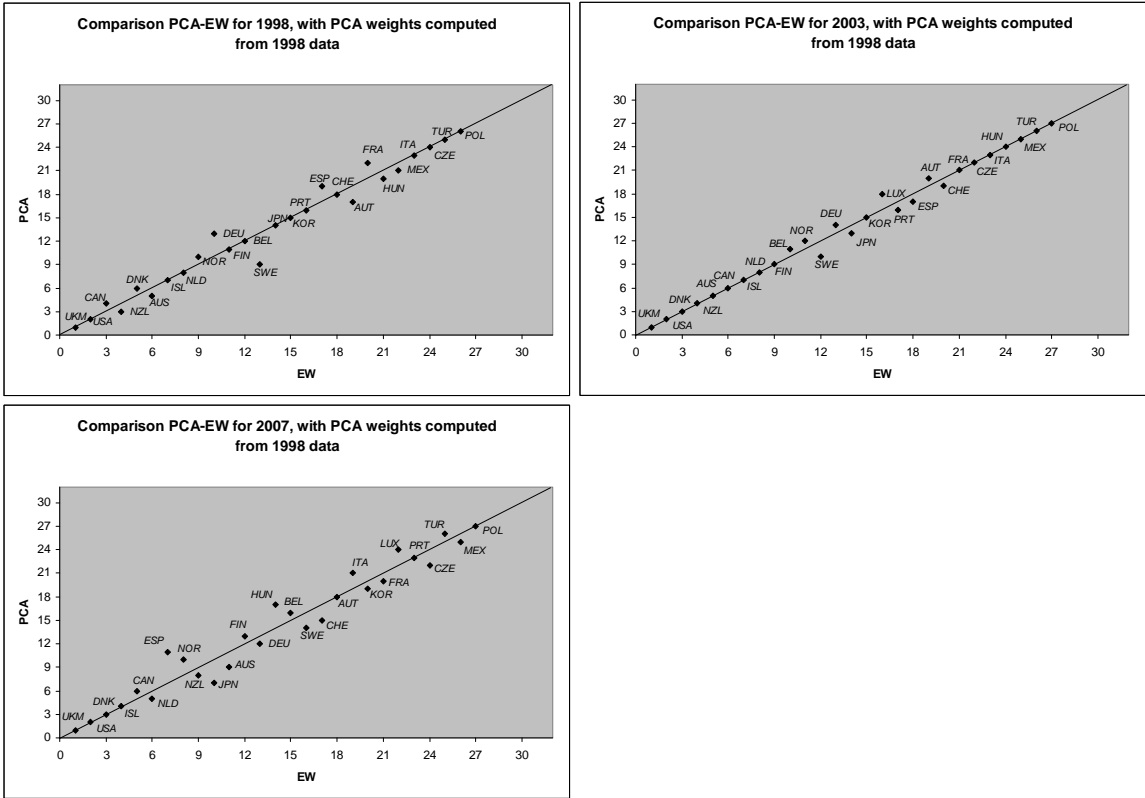 Comparison PCA-EW for 1998, with PCA weights computed
from 1998 data
PCA
30
27
24
21
18
15
12
9
6
3
0
UKM
USA
CAN
NZL
DNK
AUS
ISL
NLD
NOR
DEU
FIN
BEL
SWE
JPN
KOR
PRT
ESP
CHE
AUT
FRA
HUN
MEX
ITA
CZE
TUR
POL
0 3 6 9 12 15 18 21 24 27 30
EW
Comparison PCA-EW for 2003, with PCA weights computed
from 1998 data
PCA
30
27
24
21
18
15
12
9
6
3
0
UKM
USA
DNK
NZL
AUS
CAN
ISL
NLD
FIN
BEL
NOR
SWE
DEU
JPN
KOR
LUX
PRT
ESP
AUT
CHE
FRA
CZE
ITA
HUN
MEX
TUR
POL
0 3 6 9 12 15 18 21 24 27 30
EW
Comparison PCA-EW for 2007, with PCA weights computed
from 1998 data
PCA
30
27
24
21
18
15
12
9
6
3
0
UKM
USA
DNK
ISL
CAN
NLD
ESP
NOR
NZL
JPN
AUS
FIN
DEU
HUN
BEL
SWE
CHE
AUT
ITA
KOR
FRA
LUX
PRT
CZE
TUR
MEX
POL
0 3 6 9 12 15 18 21 24 27 30
EW